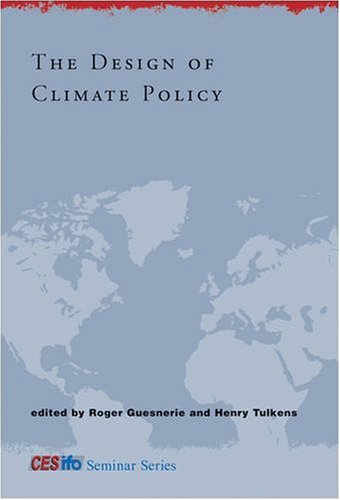 The Design of
Climate Policy
edited by Roger Guesnerie and Henry Tulkens
CESifo Seminar Series